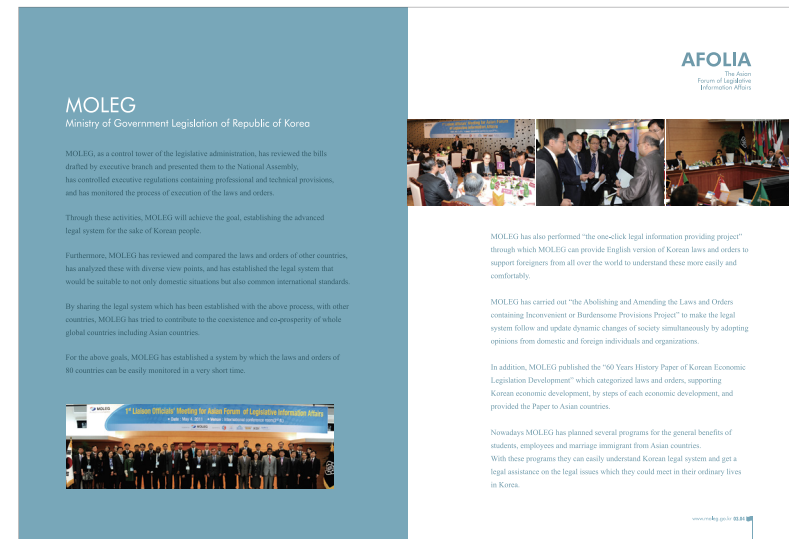 MOLEG
Ministry of Government Legislation of Republic of Korea
MOLEG, as a control tower of the legislative administration, has reviewed the bills
drafted by executive branch and presented them to the National Assembly,
has controlled executive regulations containing professional and technical provisions,
and has monitored the process of execution of the laws and orders.
Through these activities, MOLEG will achieve the goal, establishing the advanced
legal system for the sake of Korean people.
Furthermore, MOLEG has reviewed and compared the laws and orders of other countries,
has analyzed these with diverse view points, and has established the legal system that
would be suitable to not only domestic situations but also common international standards.
By sharing the legal system which has been established with the above process, with other
countries, MOLEG has tried to contribute to the coexistence and co-prosperity of whole
global countries including Asian countries.
For the above goals, MOLEG has established a system by which the laws and orders of
80 countries can be easily monitored in a very short time.
MOLEG
1st Liaison Officials' Meeting for Asian Forum of Legislative Information Affairs
AFOLIA
The Asian
Forum of Legislative
Information Affairs
MOLEG has also performed "the one-click legal information providing project"
through which MOLEG can provide English version of Korean laws and orders to
support foreigners from all over the world to understand these more easily and
comfortably.
MOLEG has carried out "the Abolishing and Amending the Laws and Orders
containing Inconvenient or Burdensome Provisions Project" to make the legal
system follow and update dynamic changes of society simultaneously by adopting
opinions from domestic and foreign individuals and organizations.
In addition, MOLEG published the "60 Years History Paper of Korean Economic
Legislation Development" which categorized laws and orders, supporting
Korean economic development, by steps of each economic development, and
provided the Paper to Asian countries.
Nowadays MOLEG has planned several programs for the general benefits of
students, employees and marriage immigrant from Asian countries.
With these programs they can easily understand Korean legal system and get a
legal assistance on the legal issues which they could meet in their ordinary lives
in Korea.
www.moleg.go.kr 03.04